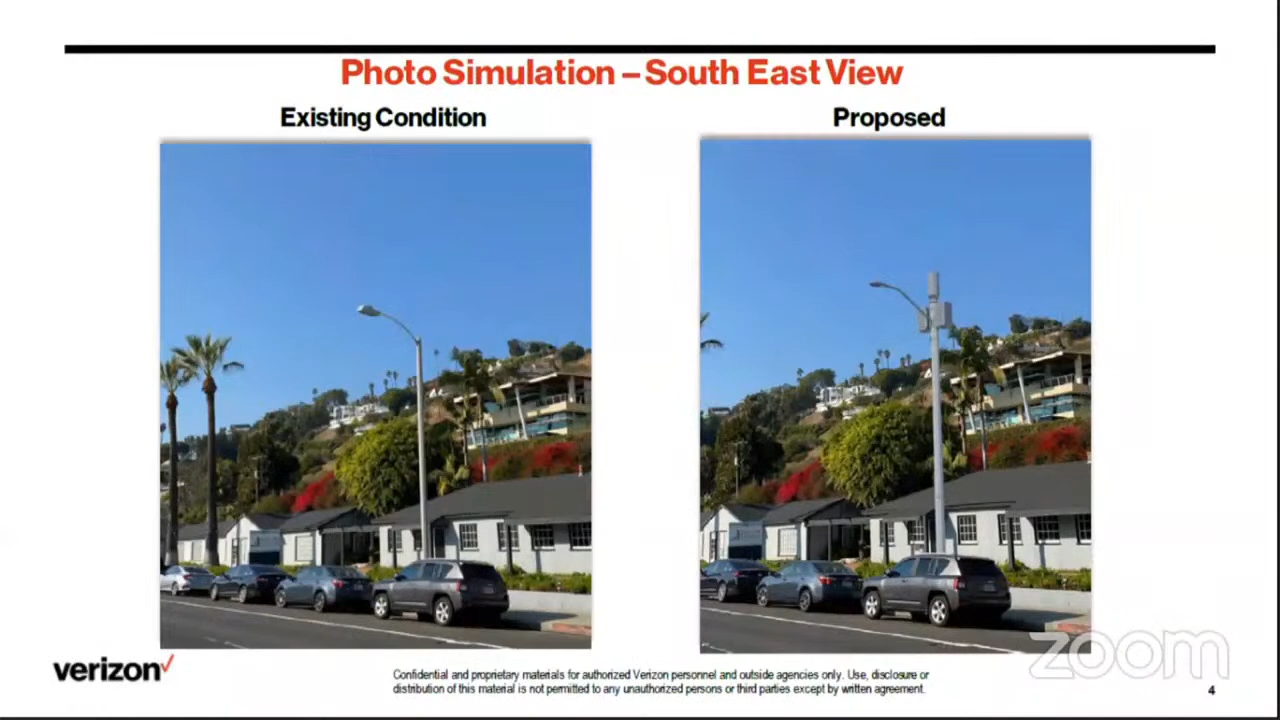 Photo Simulation – South East View
Existing Condition
Proposed
verizon
Confidential and proprietary materials for authorized Verizon personnel and outside agencies only. Use, disclosure or
distribution of this material is not permitted to any unauthorized persons or third parties except by written agreement.
zoom
4